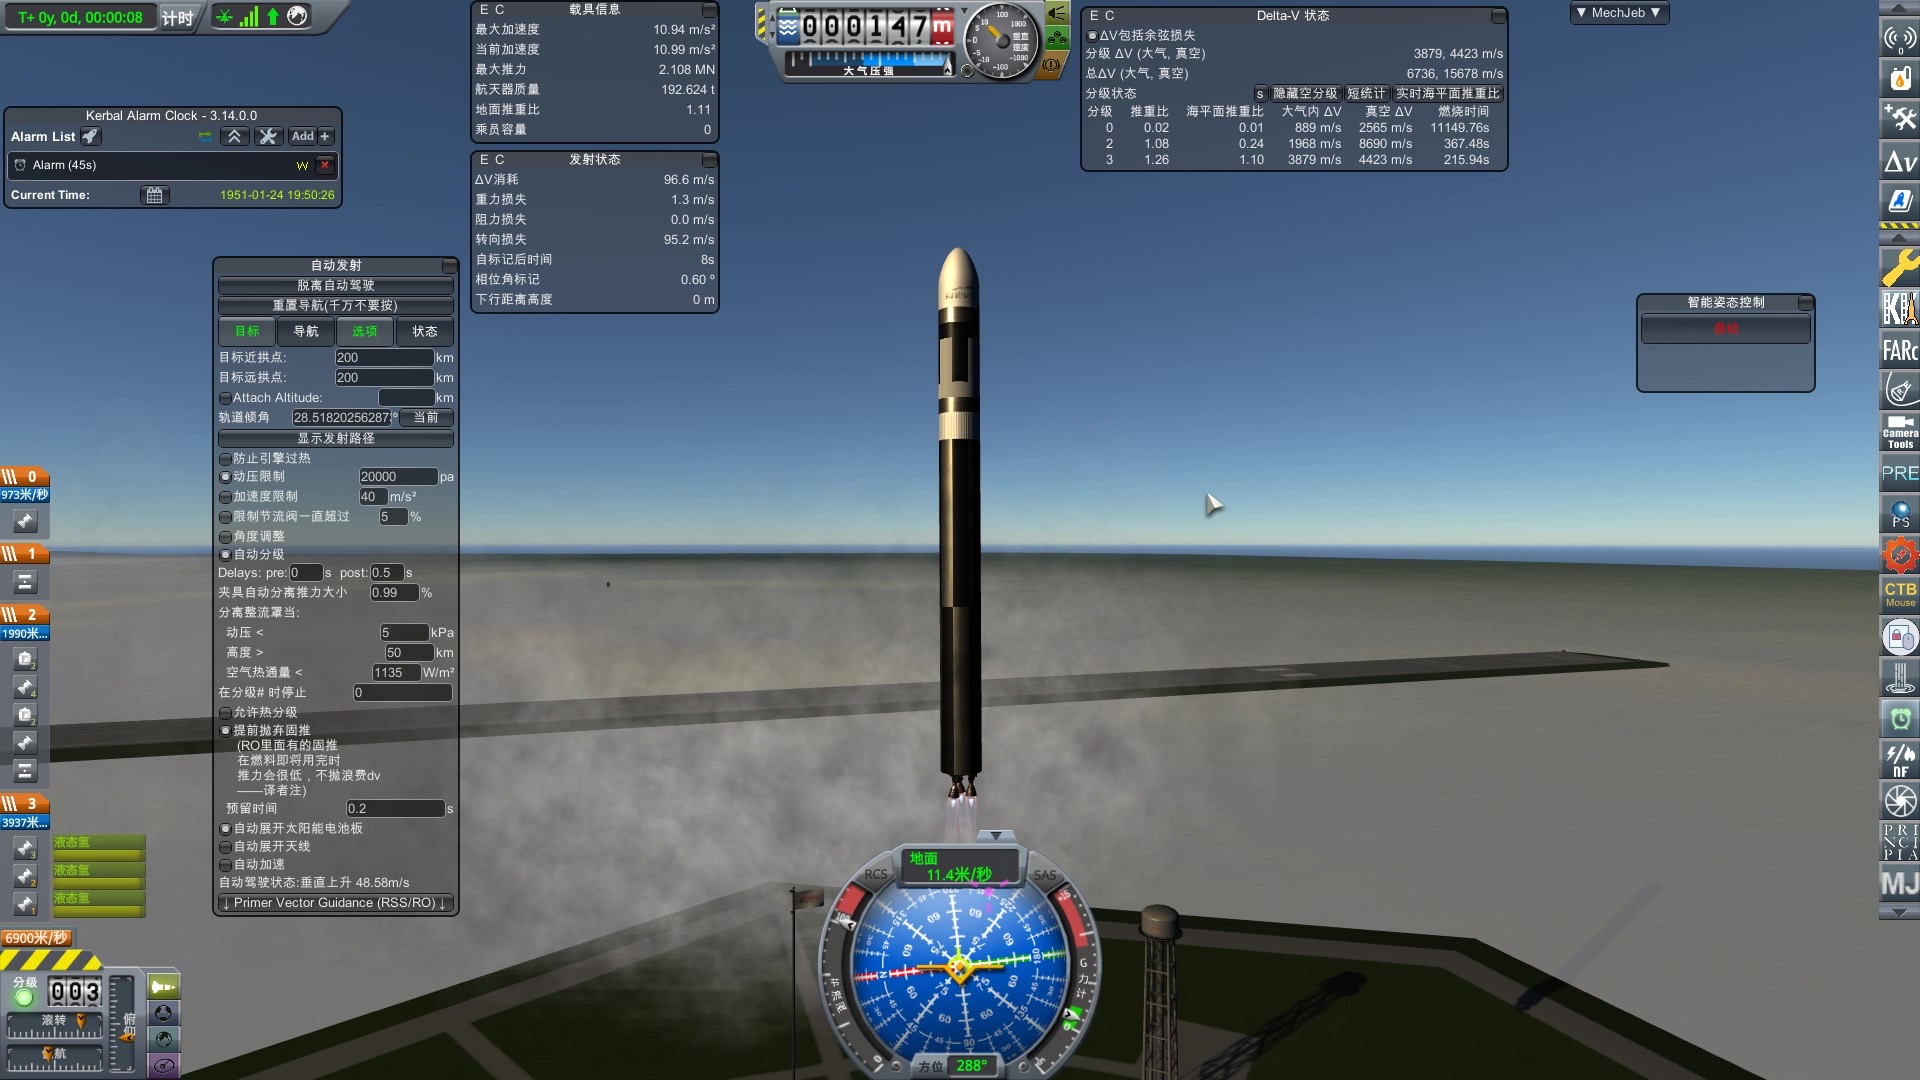 T+ 0y, 0d, 00:00:08
计时
Kerbal Alarm Clock - 3.14.0.0
Alarm List
Add +
Alarm (45s)
W
Current Time:
1951-01-24 19:50:26
E C 载具信息
最大加速度 10.94 m/s²
当前加速度 10.99 m/s²
最大推力 2.108 MN
航天器质量 192.624 t
地面推重比 1.11
乘员容量 0
E C 发射状态
ΔV消耗 96.6 m/s
重力损失 1.3 m/s
阻力损失 0.0 m/s
转向损失 95.2 m/s
自标记后时间 8s
相位角标记 0.60 °
下行距离高度 0 m
000147 m
大气压强
垂直速度
E C Delta-V 状态
ΔV包括余弦损失
分级 ΔV (大气, 真空) 3879, 4423 m/s
总ΔV (大气, 真空) 6736, 15678 m/s
分级状态 s 隐藏空分级 短统计 实时海平面推重比
分级 推重比 海平面推重比 大气内 ΔV 真空 ΔV 燃烧时间
0 0.02 0.01 889 m/s 2565 m/s 11149.76s
2 1.08 0.24 1968 m/s 8690 m/s 367.48s
3 1.26 1.10 3879 m/s 4423 m/s 215.94s
▼ MechJeb ▼
自动发射
脱离自动驾驶
重置导航(千万不要按)
目标 导航 选项 状态
目标近拱点: 200 km
目标远拱点: 200 km
Attach Altitude: km
轨道倾角 28.518202562873° 当前
显示发射路径
防止引擎过热
动压限制 20000 pa
加速度限制 40 m/s²
限制节流阀一直超过 5 %
角度调整
自动分级
Delays: pre: 0 s post: 0.5 s
夹具自动分离推力大小 0.99 %
分离整流罩当:
动压 < 5 kPa
高度 > 50 km
空气热通量 < 1135 W/m²
在分级# 时停止 0
允许热分级
提前抛弃固推
(RO里面有的固推
在燃料即将用完时
推力会很低，不抛浪费dv
——译者注)
预留时间 0.2 s
自动展开太阳能电池板
自动展开天线
自动加速
自动驾驶状态:垂直上升 48.58m/s
↓ Primer Vector Guidance (RSS/RO) ↓
智能姿态控制
自动
0
973米/秒
1
2
1990米...
3
3937米...
液态氢
液态氢
液态氢
6900米/秒
分级
003
滚转
俯仰
航
地面
11.4米/秒
RCS
SAS
G力计
方位 288°
Δv
FARc
Camera Tools
PRE
PS
CTB
Mouse
NF
PRINCIPIA
MJ